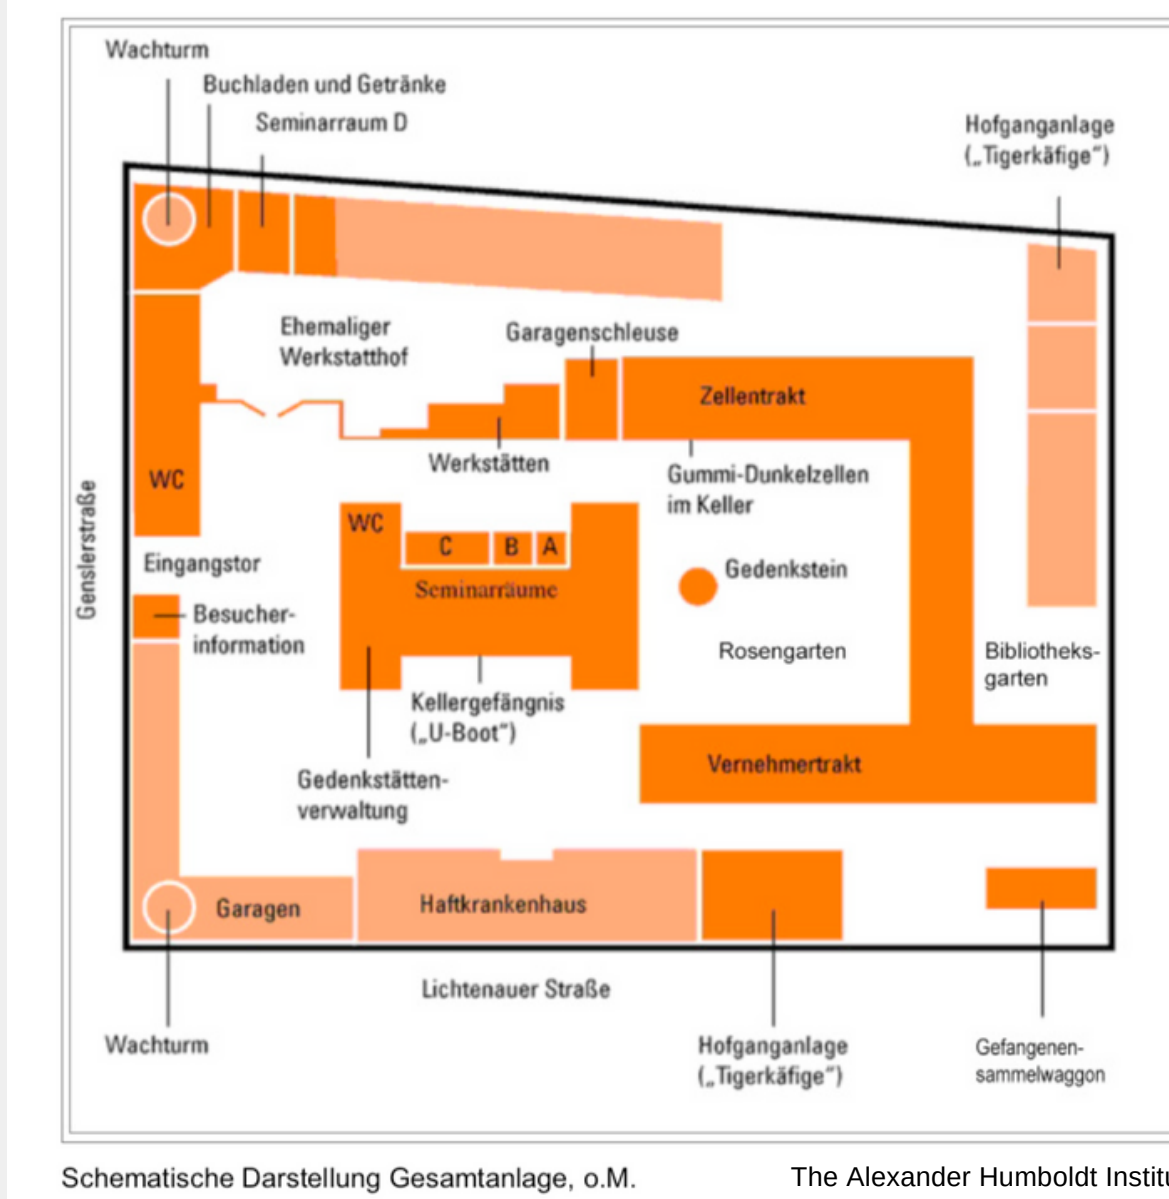 Wachturm
Buchladen und Getränke
Seminarraum D
Hofganganlage
(„Tigerkäfige“)
Ehemaliger
Werkstatthof
Garagenschleuse
Zellentrakt
Werkstätten
Gummi-Dunkelzellen
im Keller
WC
WC
C
B
A
Genslerstraße
Eingangstor
Seminarräume
Gedenkstein
Besucher-
information
Rosengarten
Bibliotheks-
garten
Kellergefängnis
(„U-Boot“)
Gedenkstätten-
verwaltung
Vernehmertrakt
Garagen
Haftkrankenhaus
Lichtenauer Straße
Wachturm
Hofganganlage
(„Tigerkäfige“)
Gefangenen-
sammelwaggon
Schematische Darstellung Gesamtanlage, o.M.
The Alexander Humboldt